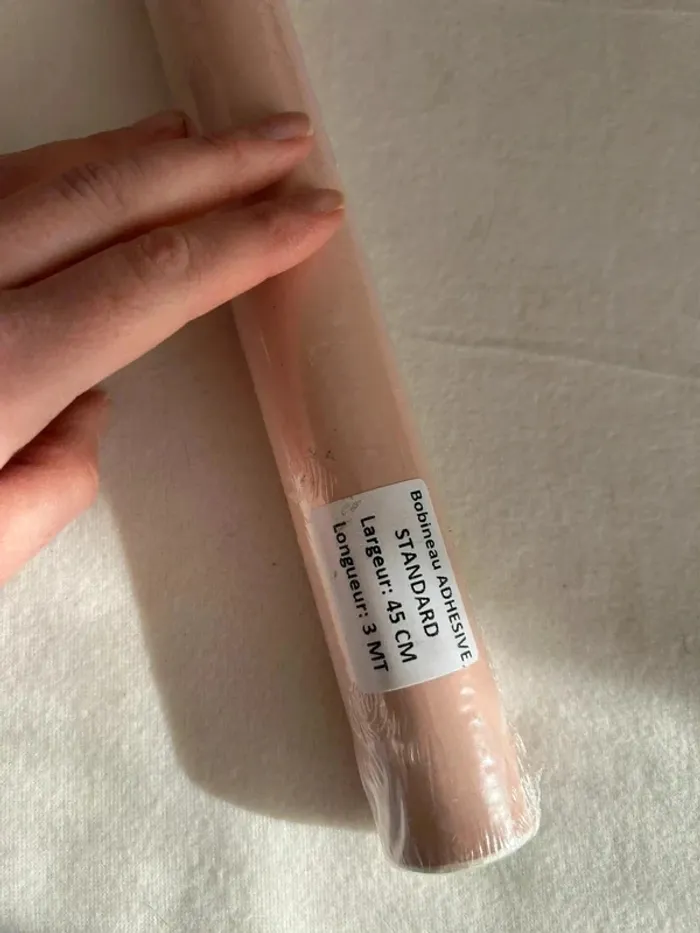 Bobineau ADHESIVE.
STANDARD
Largeur: 45 CM
Longueur: 3 MT